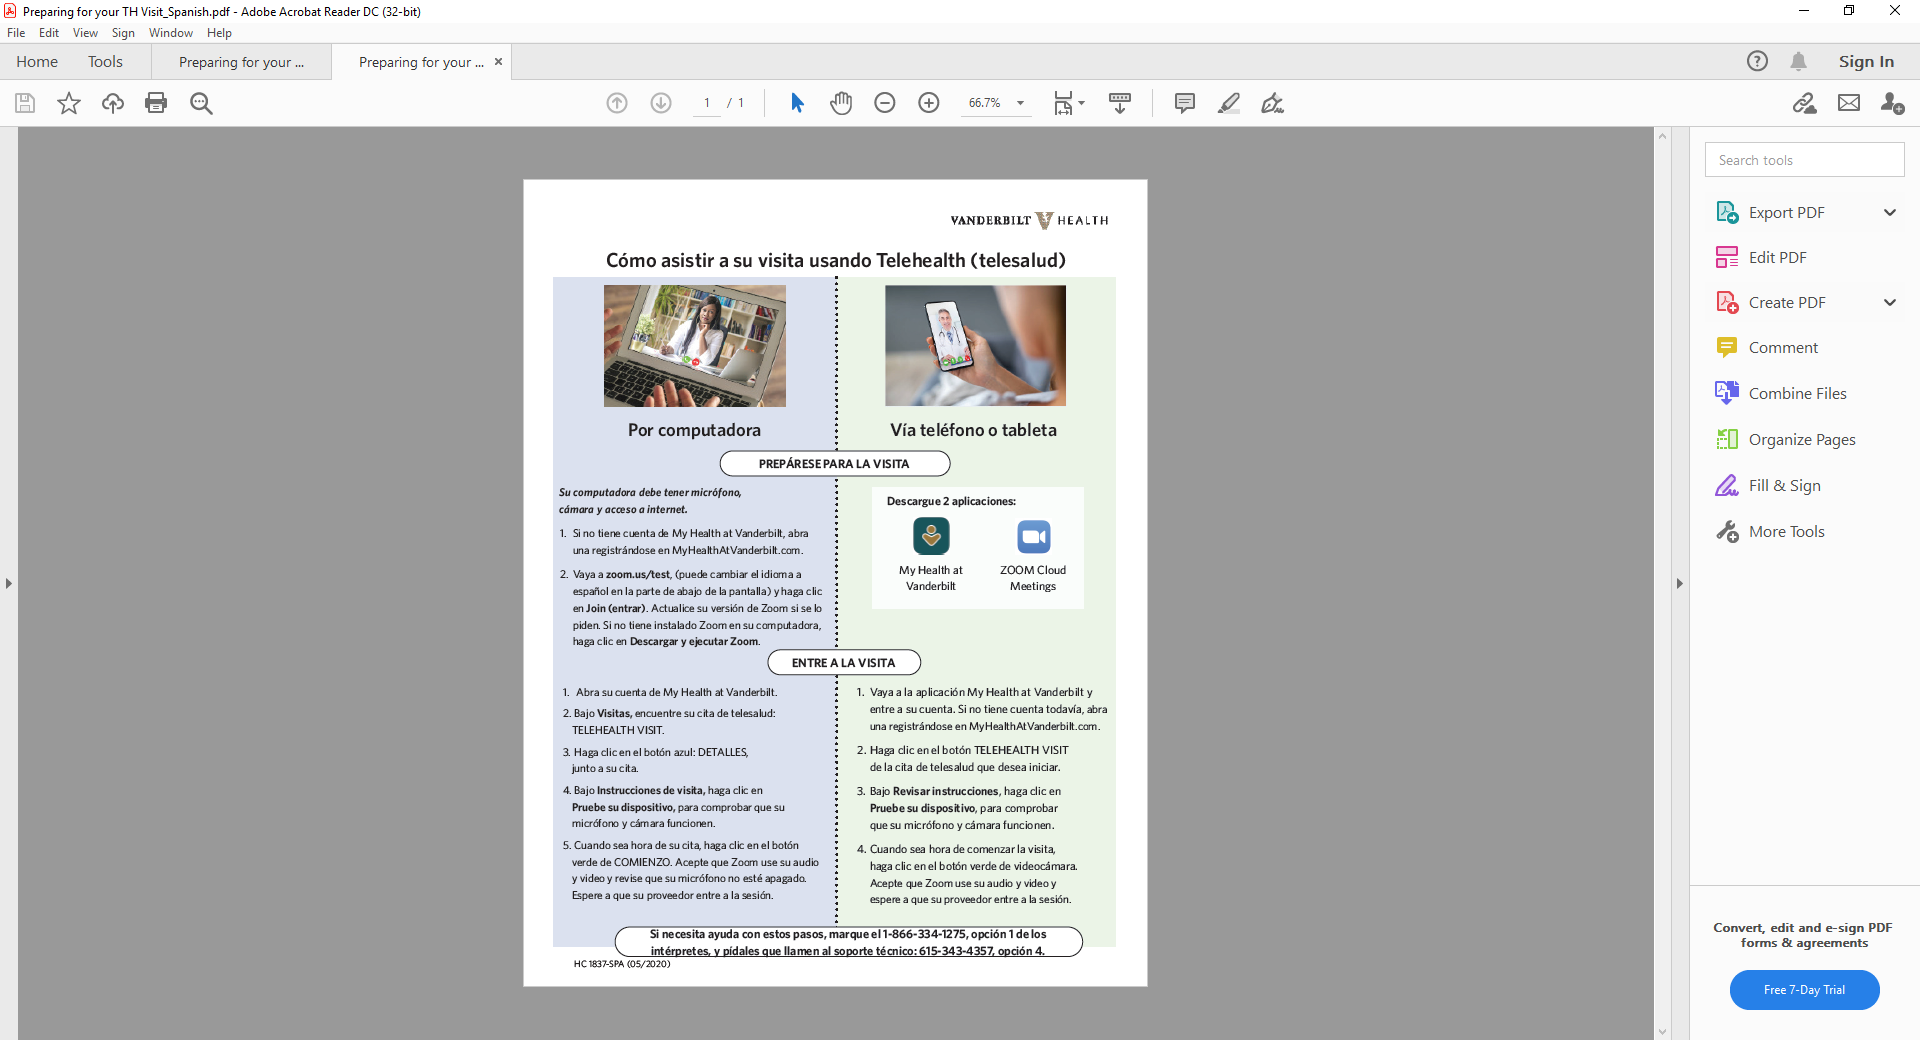 Preparing for your TH Visit_Spanish.pdf - Adobe Acrobat Reader DC (32-bit)
File Edit View Sign Window Help
Home Tools Preparing for your ... Preparing for your ... Sign In
1 / 1 66.7%
VANDERBILT HEALTH
Cómo asistir a su visita usando Telehealth (telesalud)
Por computadora
Vía teléfono o tableta
PREPÁRESE PARA LA VISITA
Su computadora debe tener micrófono,
cámara y acceso a internet.
1. Si no tiene cuenta de My Health at Vanderbilt, abra
una registrándose en MyHealthAtVanderbilt.com.
2. Vaya a zoom.us/test, (puede cambiar el idioma a
español en la parte de abajo de la pantalla) y haga clic
en Join (entrar). Actualice su versión de Zoom si se lo
piden. Si no tiene instalado Zoom en su computadora,
haga clic en Descargar y ejecutar Zoom.
Descargue 2 aplicaciones:
My Health at
Vanderbilt
ZOOM Cloud
Meetings
ENTRE A LA VISITA
1. Abra su cuenta de My Health at Vanderbilt.
2. Bajo Visitas, encuentre su cita de telesalud:
TELEHEALTH VISIT.
3. Haga clic en el botón azul: DETALLES,
junto a su cita.
4. Bajo Instrucciones de visita, haga clic en
Pruebe su dispositivo, para comprobar que su
micrófono y cámara funcionen.
5. Cuando sea hora de su cita, haga clic en el botón
verde de COMIENZO. Acepte que Zoom use su audio
y video y revise que su micrófono no esté apagado.
Espere a que su proveedor entre a la sesión.
1. Vaya a la aplicación My Health at Vanderbilt y
entre a su cuenta. Si no tiene cuenta todavía, abra
una registrándose en MyHealthAtVanderbilt.com.
2. Haga clic en el botón TELEHEALTH VISIT
de la cita de telesalud que desea iniciar.
3. Bajo Revisar instrucciones, haga clic en
Pruebe su dispositivo, para comprobar
que su micrófono y cámara funcionen.
4. Cuando sea hora de comenzar la visita,
haga clic en el botón verde de videocámara.
Acepte que Zoom use su audio y video y
espere a que su proveedor entre a la sesión.
Si necesita ayuda con estos pasos, marque el 1-866-334-1275, opción 1 de los
intérpretes, y pídales que llamen al soporte técnico: 615-343-4357, opción 4.
HC 1837-SPA (05/2020)
Search tools
Export PDF
Edit PDF
Create PDF
Comment
Combine Files
Organize Pages
Fill & Sign
More Tools
Convert, edit and e-sign PDF
forms & agreements
Free 7-Day Trial